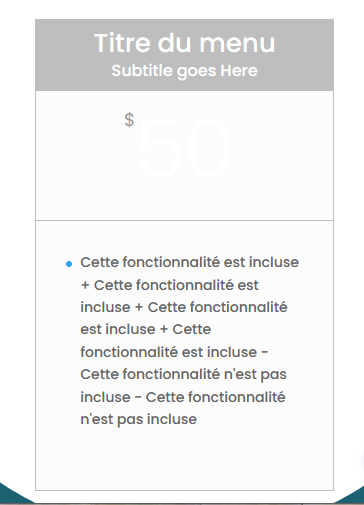 Titre du menu
Subtitle goes Here
$
50
Cette fonctionnalité est incluse
+ Cette fonctionnalité est
incluse + Cette fonctionnalité
est incluse + Cette
fonctionnalité est incluse -
Cette fonctionnalité n'est pas
incluse - Cette fonctionnalité
n'est pas incluse